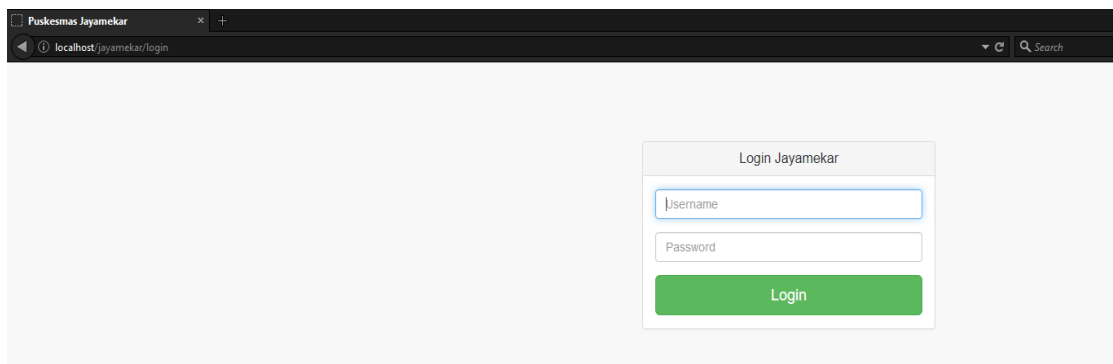 Puskesmas Jayamekar
localhost/jayamekar/login
Search
Login Jayamekar
Username
Password
Login